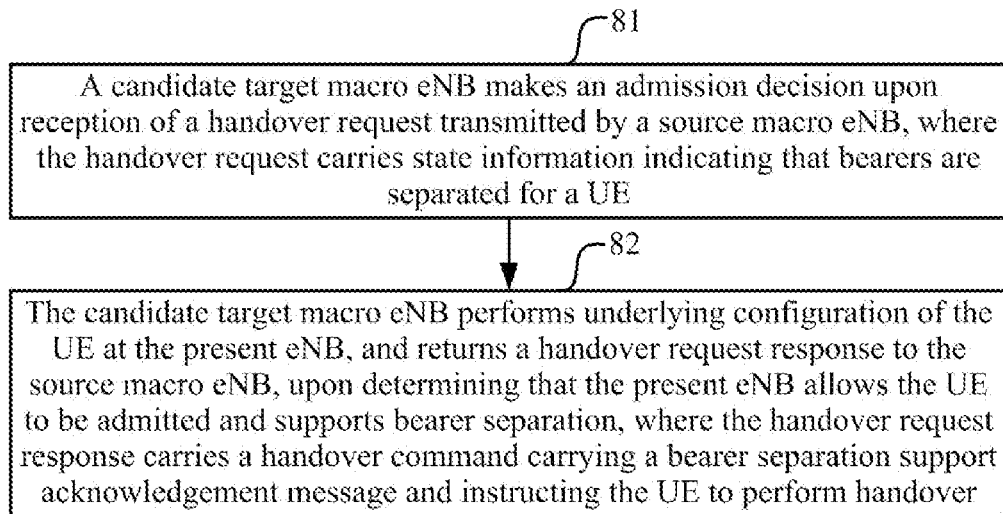 81
A candidate target macro eNB makes an admission decision upon
reception of a handover request transmitted by a source macro eNB, where
the handover request carries state information indicating that bearers are
separated for a UE
82
The candidate target macro eNB performs underlying configuration of the
UE at the present eNB, and returns a handover request response to the
source macro eNB, upon determining that the present eNB allows the UE
to be admitted and supports bearer separation, where the handover request
response carries a handover command carrying a bearer separation support
acknowledgement message and instructing the UE to perform handover